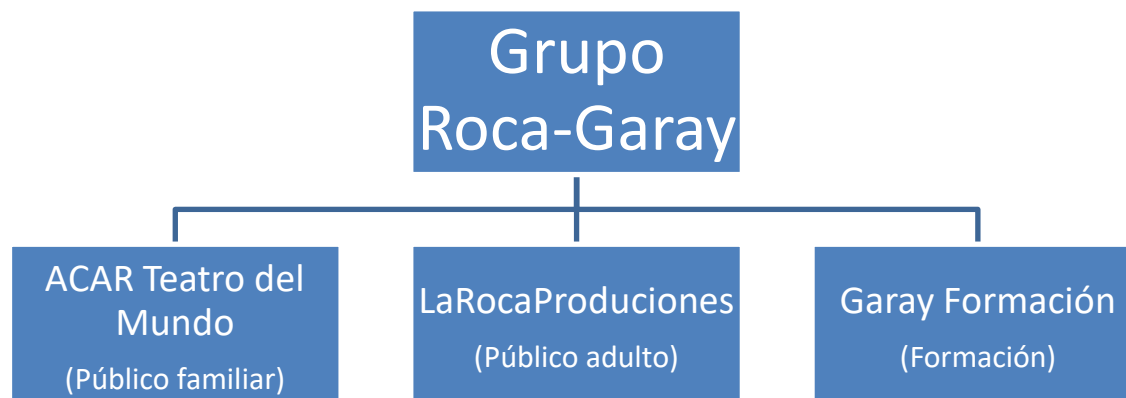 Grupo
Roca-Garay
ACAR Teatro del
Mundo
(Público familiar)
LaRocaProduciones
(Público adulto)
Garay Formación
(Formación)